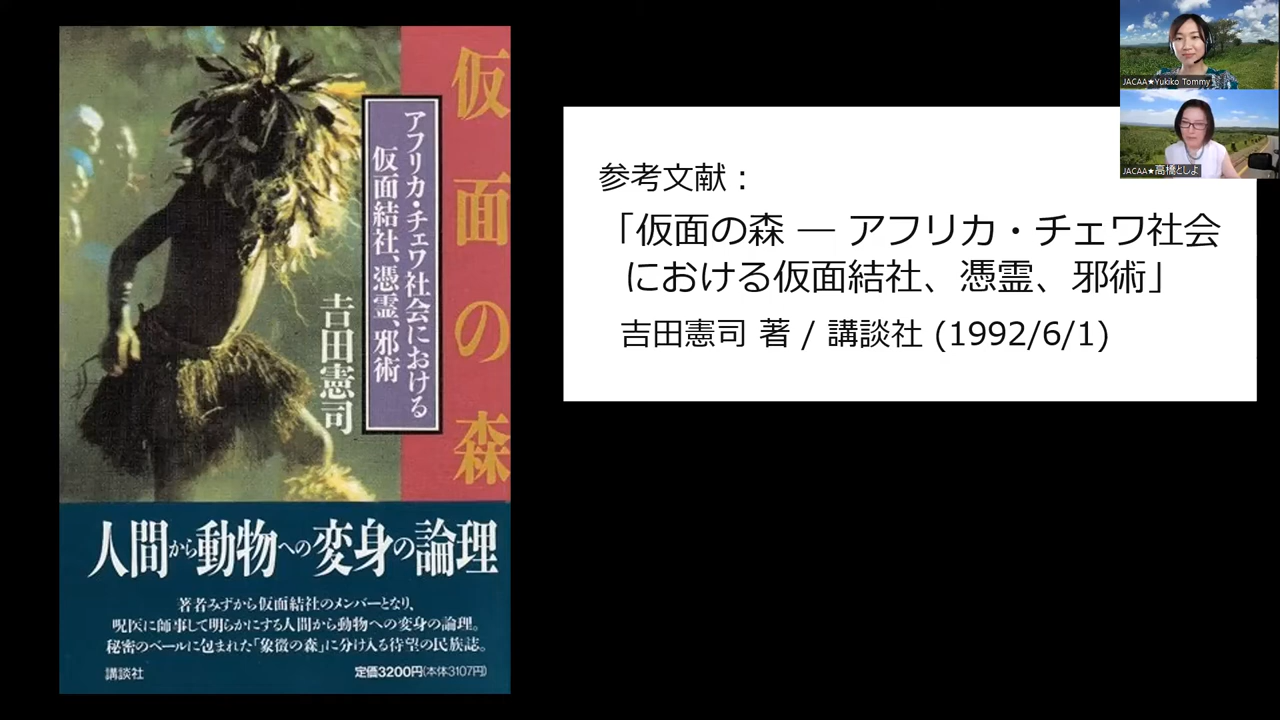 仮面の森
アフリカ・チェワ社会における
仮面結社、憑霊、邪術
吉田憲司
人間から動物への変身の論理
著者みずから仮面結社のメンバーとなり、
呪医に師事して明らかにする人間から動物への変身の論理。
秘密のベールに包まれた「象徴の森」に分け入る待望の民族誌。
講談社
定価3200円(本体3107円)
参考文献：
「仮面の森 ― アフリカ・チェワ社会
における仮面結社、憑霊、邪術」
吉田憲司 著 / 講談社 (1992/6/1)
JACAA★Yukiko Tommy
JACAA★高橋としよ